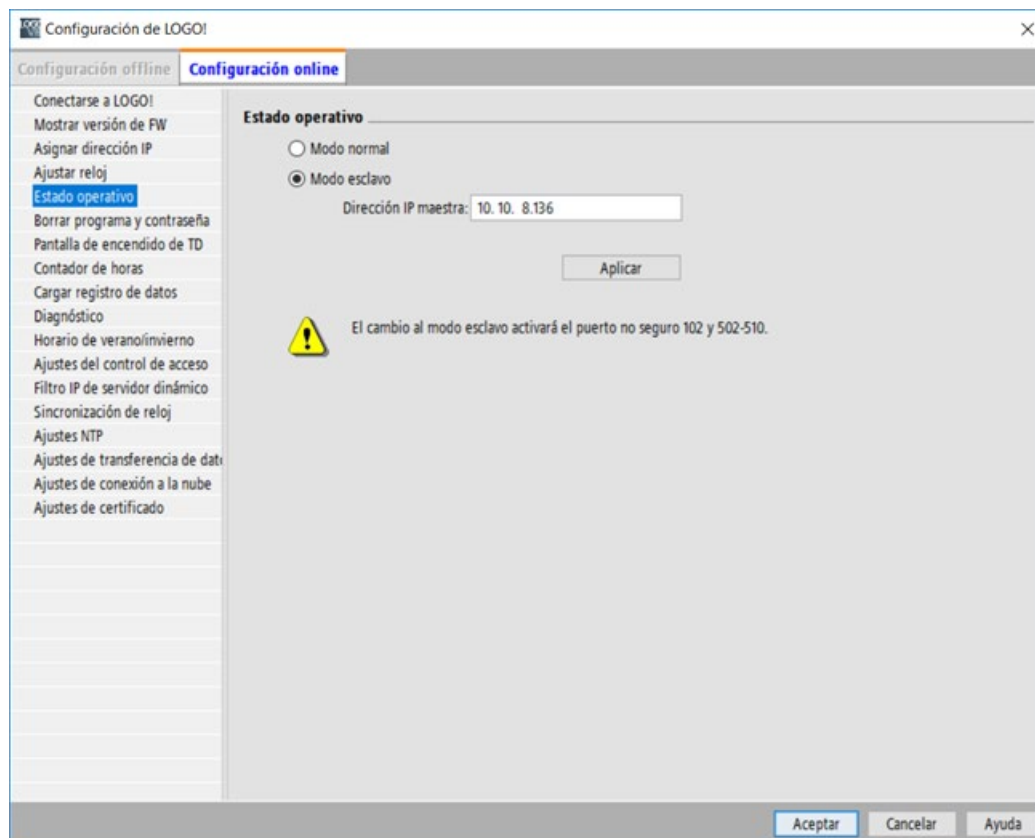 Configuración de LOGO!
Configuración offline
Configuración online
Conectarse a LOGO!
Mostrar versión de FW
Asignar dirección IP
Ajustar reloj
Estado operativo
Borrar programa y contraseña
Pantalla de encendido de TD
Contador de horas
Cargar registro de datos
Diagnóstico
Horario de verano/invierno
Ajustes del control de acceso
Filtro IP de servidor dinámico
Sincronización de reloj
Ajustes NTP
Ajustes de transferencia de dat
Ajustes de conexión a la nube
Ajustes de certificado
Estado operativo
Modo normal
Modo esclavo
Dirección IP maestra: 10. 10. 8.136
Aplicar
El cambio al modo esclavo activará el puerto no seguro 102 y 502-510.
Aceptar
Cancelar
Ayuda